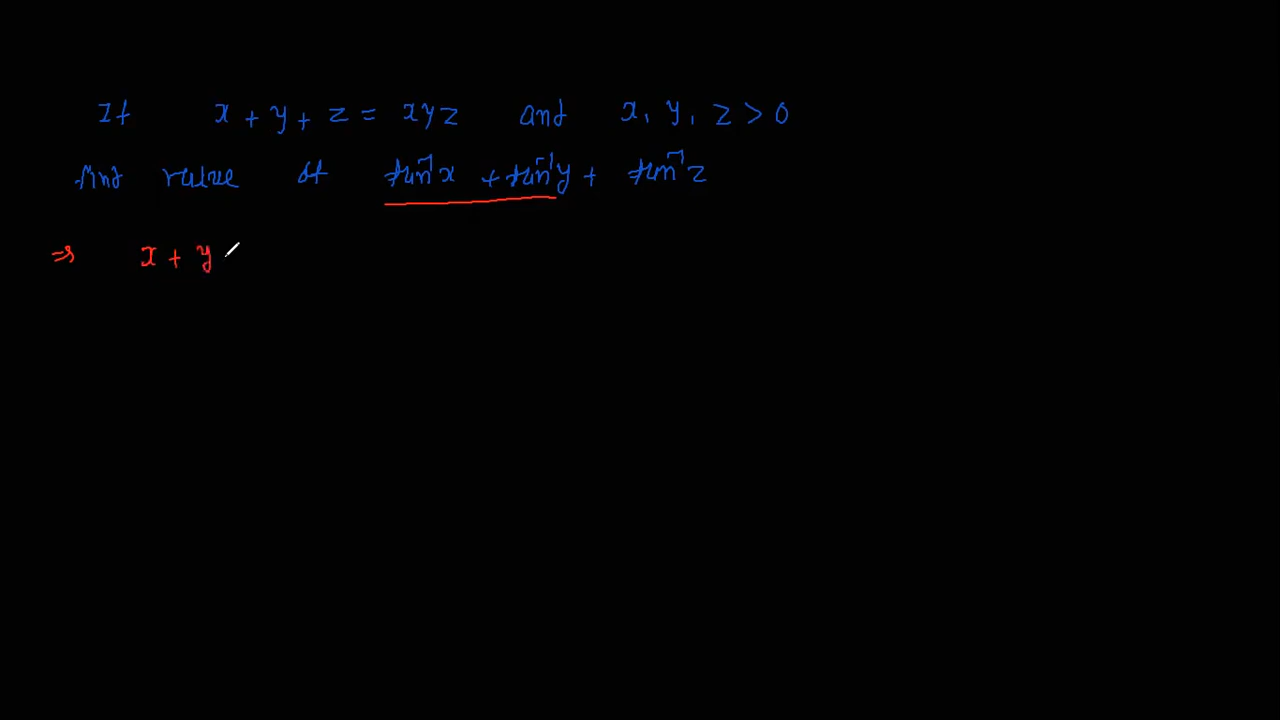 If x + y + z = xyz and x, y, z > 0
find value of tan⁻¹x + tan⁻¹y + tan⁻¹z
⇒ x + y